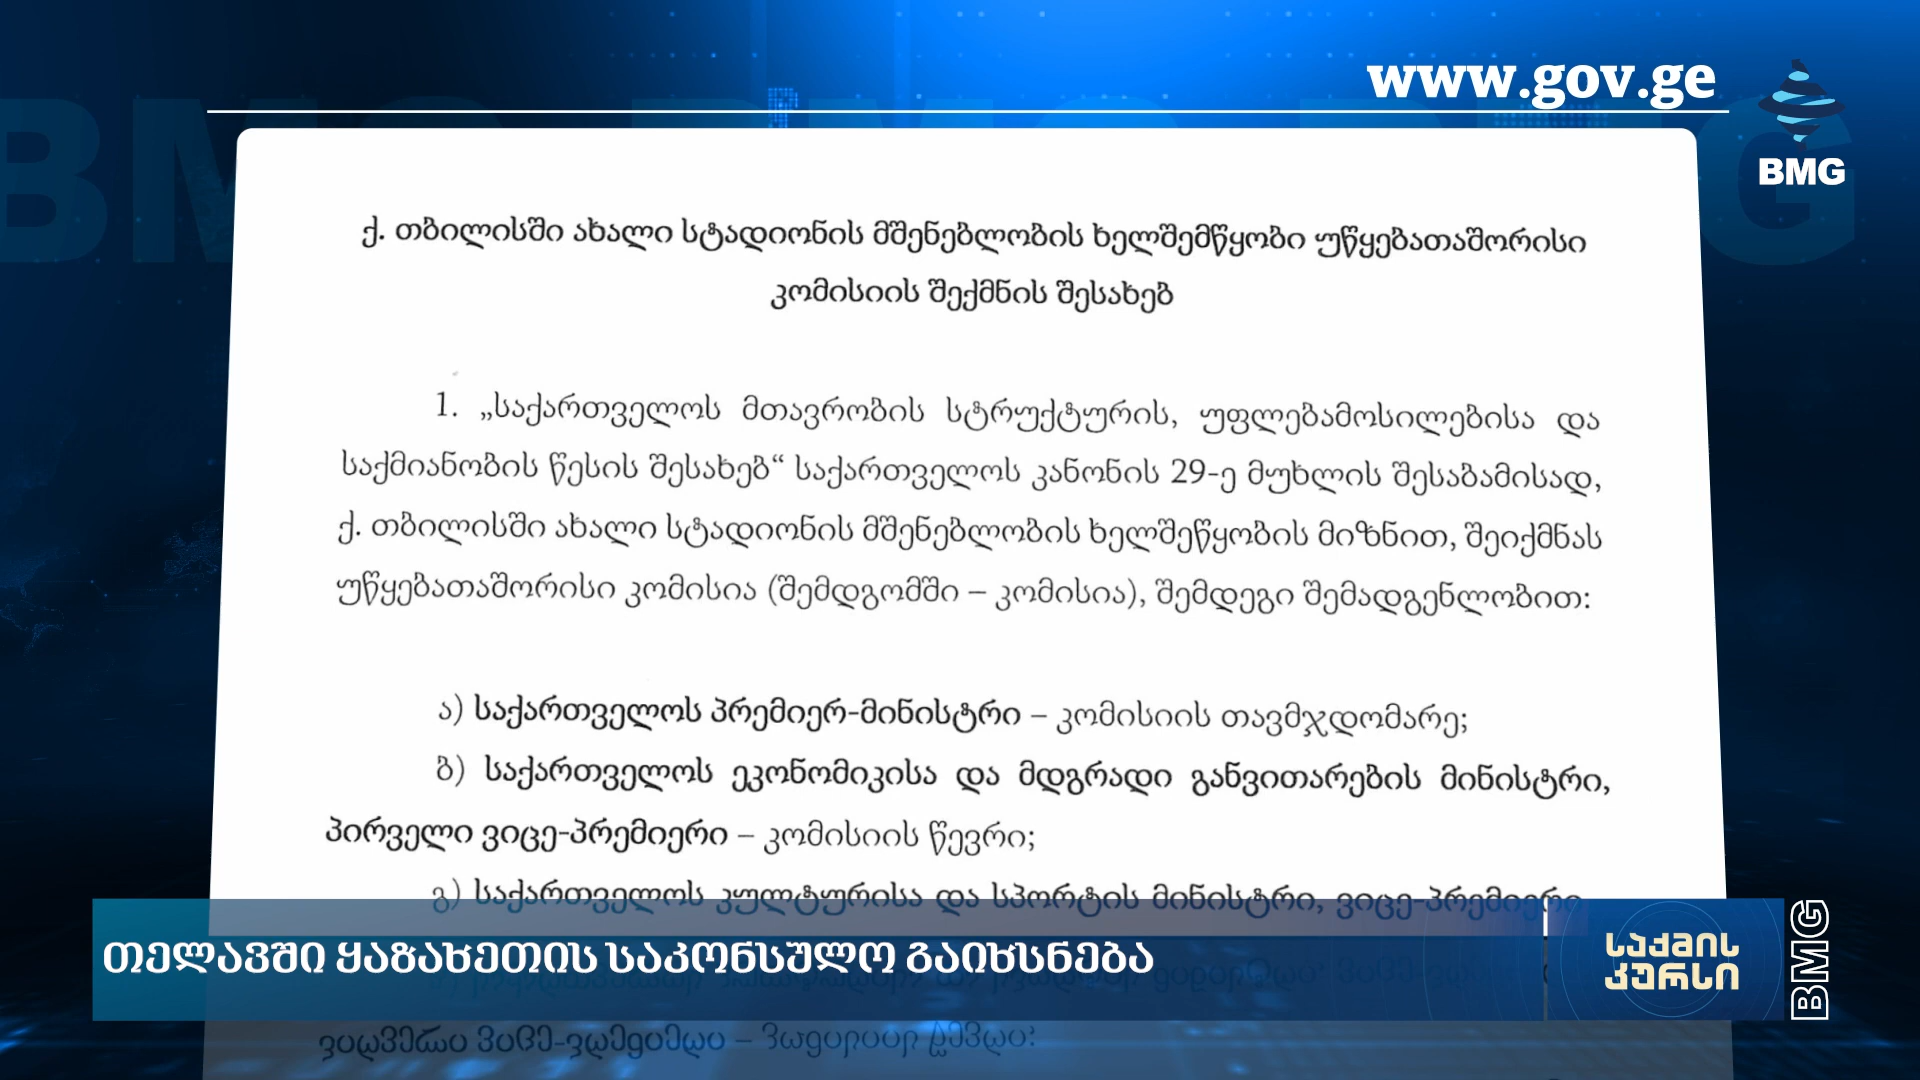 www.gov.ge
BMG
ქ. თბილისში ახალი სტადიონის მშენებლობის ხელშემწყობი უწყებათაშორისი
კომისიის შექმნის შესახებ
1. „საქართველოს მთავრობის სტრუქტურის, უფლებამოსილებისა და
საქმიანობის წესის შესახებ“ საქართველოს კანონის 29-ე მუხლის შესაბამისად,
ქ. თბილისში ახალი სტადიონის მშენებლობის ხელშეწყობის მიზნით, შეიქმნას
უწყებათაშორისი კომისია (შემდგომში – კომისია), შემდეგი შემადგენლობით:
ა) საქართველოს პრემიერ-მინისტრი – კომისიის თავმჯდომარე;
ბ) საქართველოს ეკონომიკისა და მდგრადი განვითარების მინისტრი,
პირველი ვიცე-პრემიერი – კომისიის წევრი;
გ) საქართველოს კულტურისა და სპორტის მინისტრი, ვიცე-პრემიერი
თელავში ყაზახეთის საკონსულო გაიხსნება
საქმის
კურსი
BMG